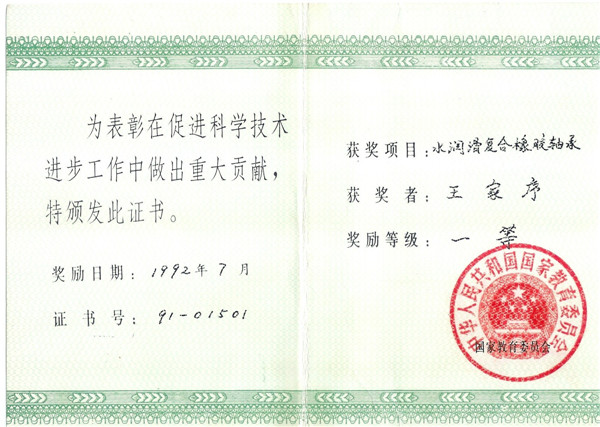 为表彰在促进科学技术
进步工作中做出重大贡献，
特颁发此证书。
奖励日期：1992年7月
证书号：91-01501
获奖项目：水润滑复合橡胶轴承
获奖者：王家序
奖励等级：一等
中华人民共和国国家教育委员会
国家教育委员会